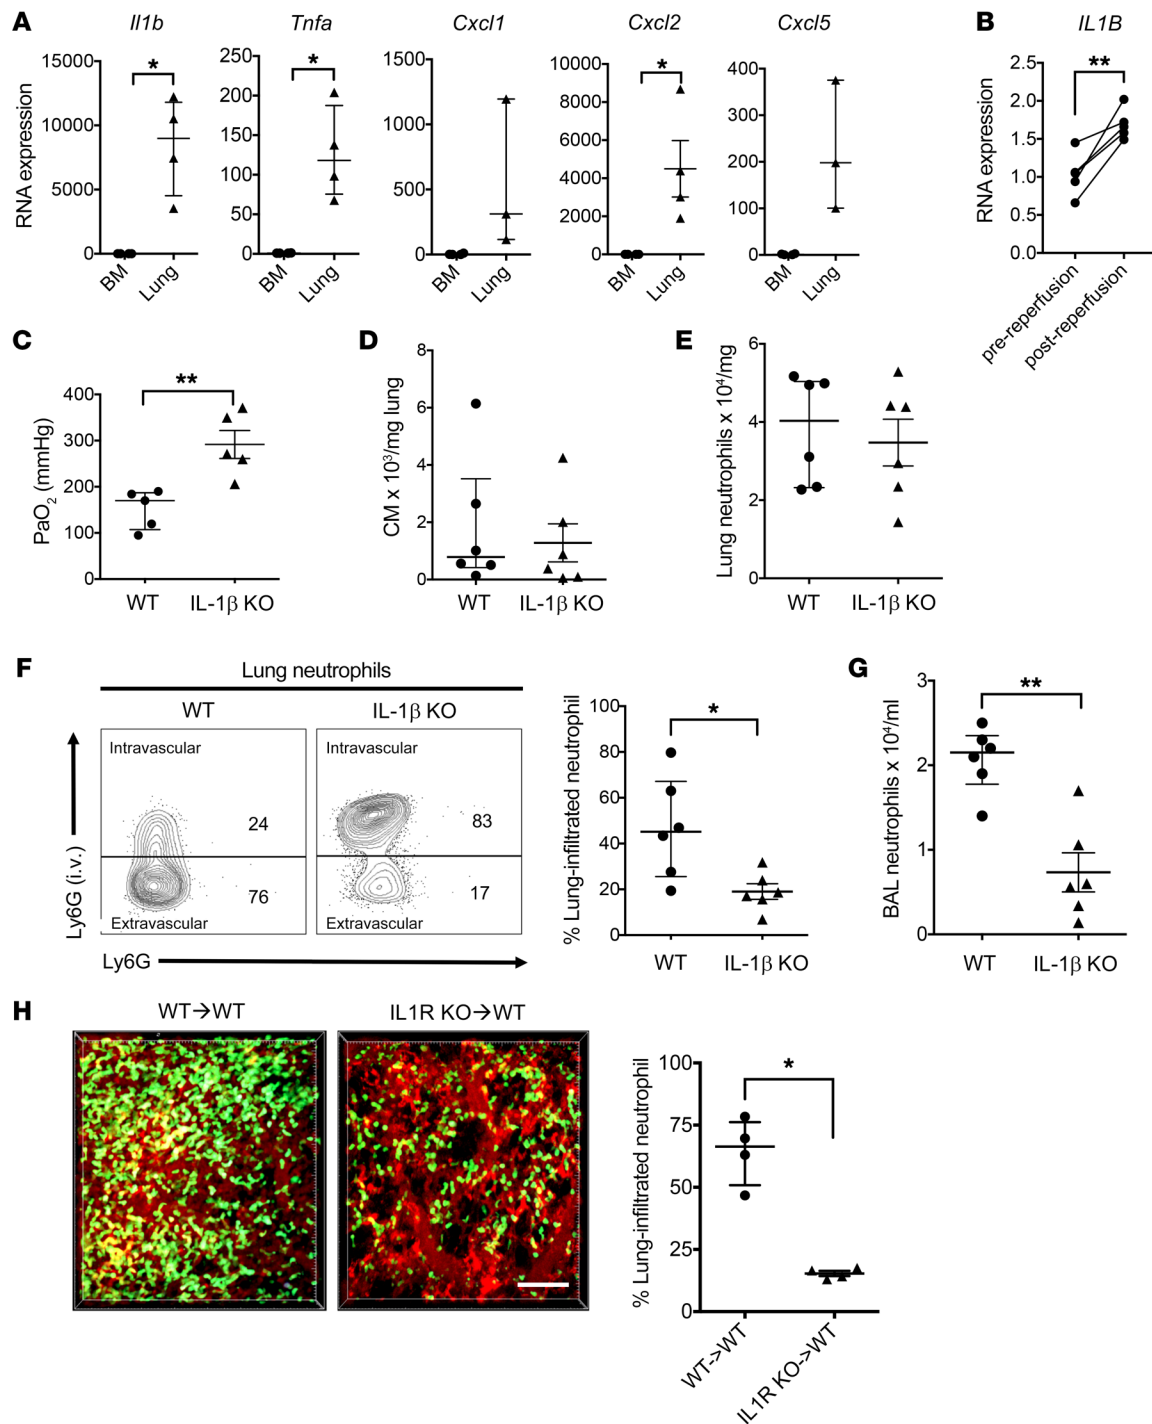 A
Il1b
Tnfa
Cxcl1
Cxcl2
Cxcl5
B
IL1B
RNA expression
15000
10000
5000
0
*
BM
Lung
250
200
150
100
50
0
*
BM
Lung
1500
1000
500
0
BM
Lung
10000
8000
6000
4000
2000
0
*
BM
Lung
400
300
200
100
0
BM
Lung
RNA expression
2.5
2.0
1.5
1.0
0.5
0.0
**
pre-reperfusion
post-reperfusion
C
PaO2 (mmHg)
400
300
200
100
0
**
WT
IL-1β KO
D
CM x 10³/mg lung
8
6
4
2
0
WT
IL-1β KO
E
Lung neutrophils x 10⁴/mg
6
4
2
0
WT
IL-1β KO
F
Lung neutrophils
WT
IL-1β KO
Intravascular
24
76
Extravascular
Intravascular
83
17
Extravascular
Ly6G (i.v.)
Ly6G
% Lung-infiltrated neutrophil
100
80
60
40
20
0
*
WT
IL-1β KO
G
BAL neutrophils x 10⁴/ml
3
2
1
0
**
WT
IL-1β KO
H
WT→WT
IL1R KO→WT
% Lung-infiltrated neutrophil
100
75
50
25
0
*
WT->WT
IL1R KO->WT